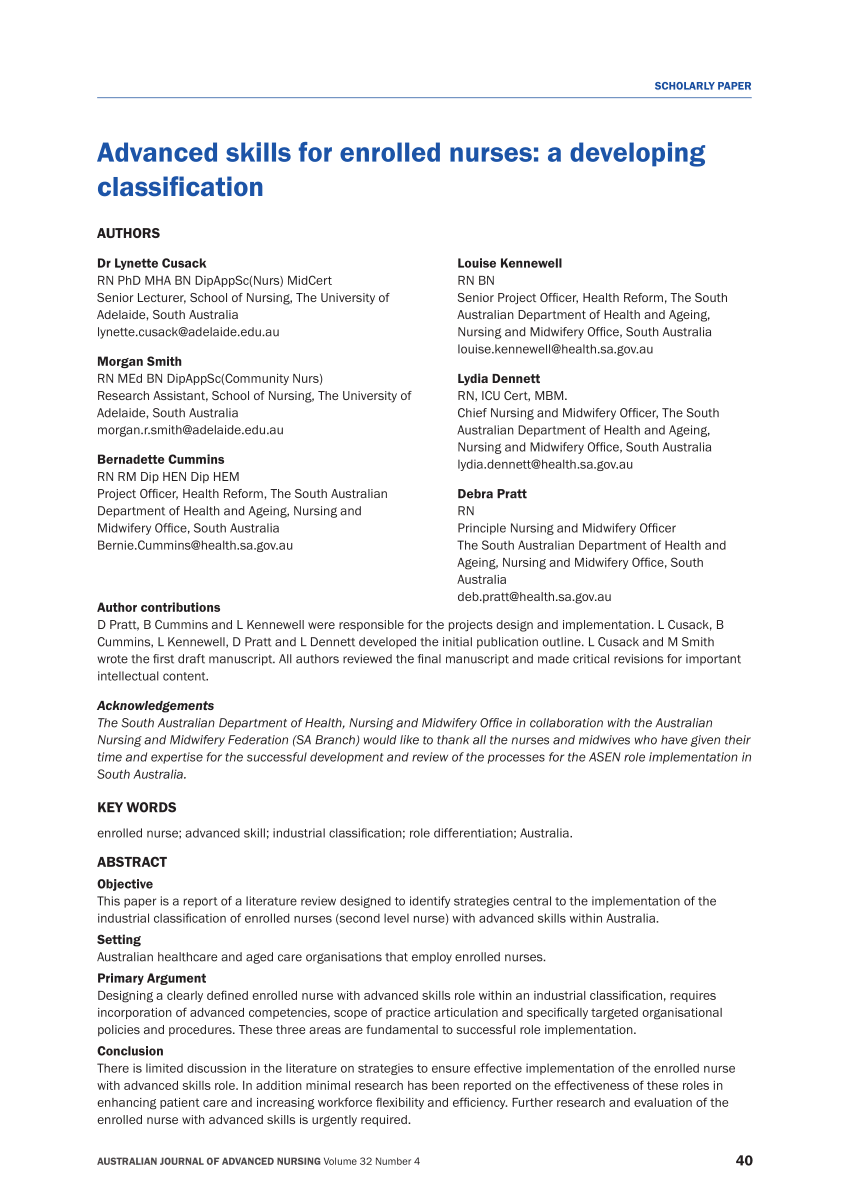 SCHOLARLY PAPER
Advanced skills for enrolled nurses: a developing
classification
AUTHORS
Dr Lynette Cusack
RN PhD MHA BN DipAppSc(Nurs) MidCert
Senior Lecturer, School of Nursing, The University of
Adelaide, South Australia
lynette.cusack@adelaide.edu.au
Morgan Smith
RN MEd BN DipAppSc(Community Nurs)
Research Assistant, School of Nursing, The University of
Adelaide, South Australia
morgan.r.smith@adelaide.edu.au
Bernadette Cummins
RN RM Dip HEN Dip HEM
Project Officer, Health Reform, The South Australian
Department of Health and Ageing, Nursing and
Midwifery Office, South Australia
Bernie.Cummins@health.sa.gov.au
Louise Kennewell
RN BN
Senior Project Officer, Health Reform, The South
Australian Department of Health and Ageing,
Nursing and Midwifery Office, South Australia
louise.kennewell@health.sa.gov.au
Lydia Dennett
RN, ICU Cert, MBM.
Chief Nursing and Midwifery Officer, The South
Australian Department of Health and Ageing,
Nursing and Midwifery Office, South Australia
lydia.dennett@health.sa.gov.au
Debra Pratt
RN
Principle Nursing and Midwifery Officer
The South Australian Department of Health and
Ageing, Nursing and Midwifery Office, South
Australia
deb.pratt@health.sa.gov.au
Author contributions
D Pratt, B Cummins and L Kennewell were responsible for the projects design and implementation. L Cusack, B
Cummins, L Kennewell, D Pratt and L Dennett developed the initial publication outline. L Cusack and M Smith
wrote the first draft manuscript. All authors reviewed the final manuscript and made critical revisions for important
intellectual content.
Acknowledgements
The South Australian Department of Health, Nursing and Midwifery Office in collaboration with the Australian
Nursing and Midwifery Federation (SA Branch) would like to thank all the nurses and midwives who have given their
time and expertise for the successful development and review of the processes for the ASEN role implementation in
South Australia.
KEY WORDS
enrolled nurse; advanced skill; industrial classification; role differentiation; Australia.
ABSTRACT
Objective
This paper is a report of a literature review designed to identify strategies central to the implementation of the
industrial classification of enrolled nurses (second level nurse) with advanced skills within Australia.
Setting
Australian healthcare and aged care organisations that employ enrolled nurses.
Primary Argument
Designing a clearly defined enrolled nurse with advanced skills role within an industrial classification, requires
incorporation of advanced competencies, scope of practice articulation and specifically targeted organisational
policies and procedures. These three areas are fundamental to successful role implementation.
Conclusion
There is limited discussion in the literature on strategies to ensure effective implementation of the enrolled nurse
with advanced skills role. In addition minimal research has been reported on the effectiveness of these roles in
enhancing patient care and increasing workforce flexibility and efficiency. Further research and evaluation of the
enrolled nurse with advanced skills is urgently required.
AUSTRALIAN JOURNAL OF ADVANCED NURSING Volume 32 Number 4
40